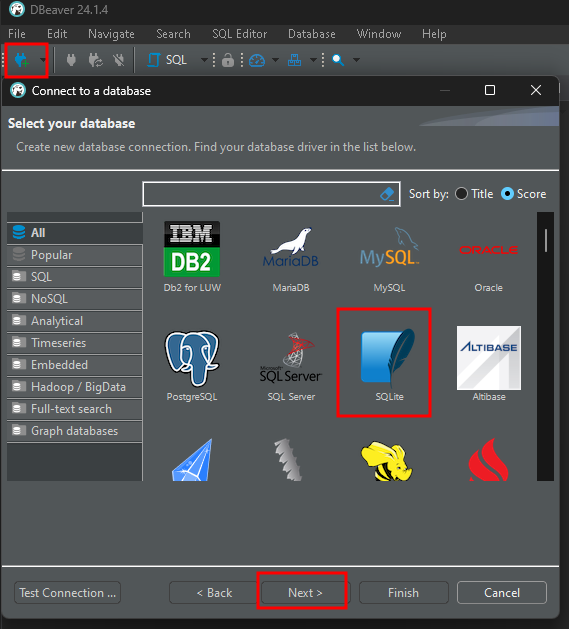 DBeaver 24.1.4
File Edit Navigate Search SQL Editor Database Window Help
SQL
Connect to a database
Select your database
Create new database connection. Find your database driver in the list below.
Sort by: Title Score
All
Popular
SQL
NoSQL
Analytical
Timeseries
Embedded
Hadoop / BigData
Full-text search
Graph databases
IBM
DB2
MariaDB
MySQL
ORACLE
Db2 for LUW MariaDB MySQL Oracle
Microsoft
SQL Server
ALTIBASE
PostgreSQL SQL Server SQLite Altibase
Test Connection ... < Back Next > Finish Cancel